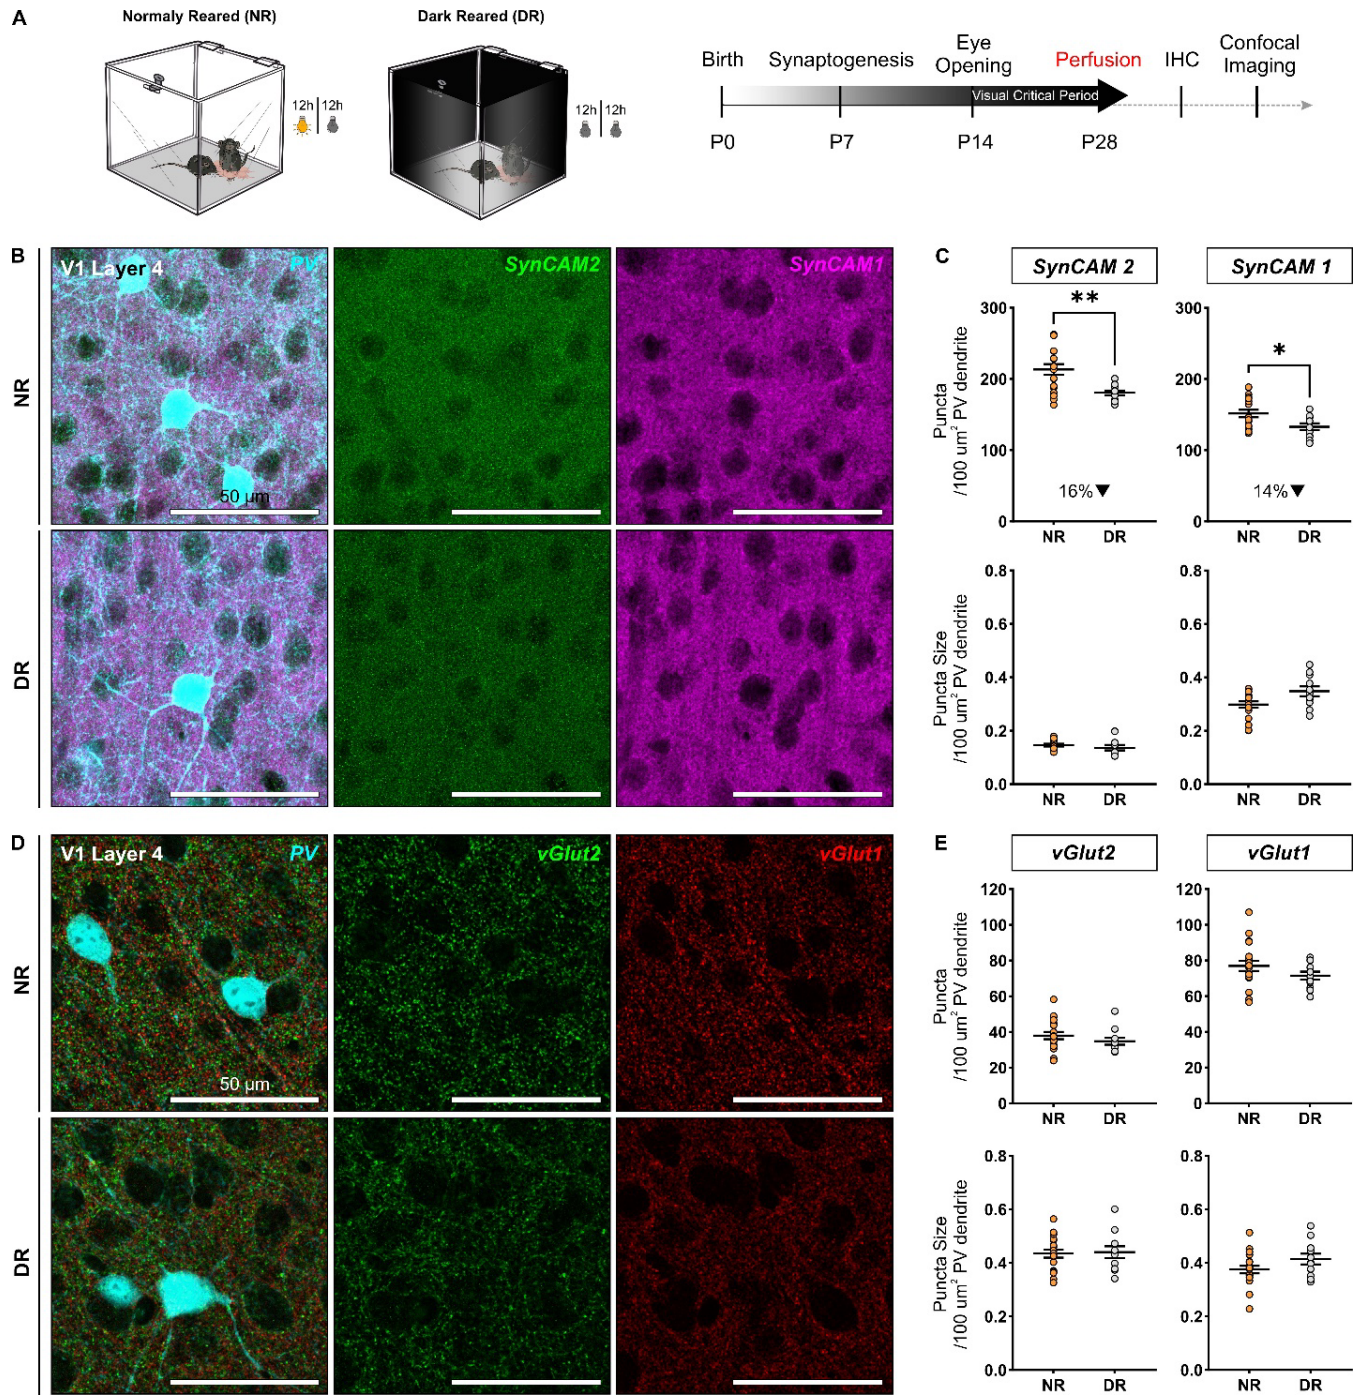 A
Normaly Reared (NR)
Dark Reared (DR)
12h 12h
12h 12h
Birth
Synaptogenesis
Eye
Opening
Perfusion
IHC
Confocal
Imaging
Visual Critical Period
P0
P7
P14
P28
B
NR
V1 Layer 4
PV
50 µm
SynCAM2
SynCAM1
DR
C
SynCAM 2
SynCAM 1
Puncta
/100 um² PV dendrite
300
200
100
0
**
16% ▼
NR
DR
300
200
100
0
*
14% ▼
NR
DR
Puncta Size
/100 um² PV dendrite
0.8
0.6
0.4
0.2
0.0
NR
DR
0.8
0.6
0.4
0.2
0.0
NR
DR
D
NR
V1 Layer 4
PV
50 µm
vGlut2
vGlut1
DR
E
vGlut2
vGlut1
Puncta
/100 um² PV dendrite
120
100
80
60
40
20
0
NR
DR
120
100
80
60
40
20
0
NR
DR
Puncta Size
/100 um² PV dendrite
0.8
0.6
0.4
0.2
0.0
NR
DR
0.8
0.6
0.4
0.2
0.0
NR
DR